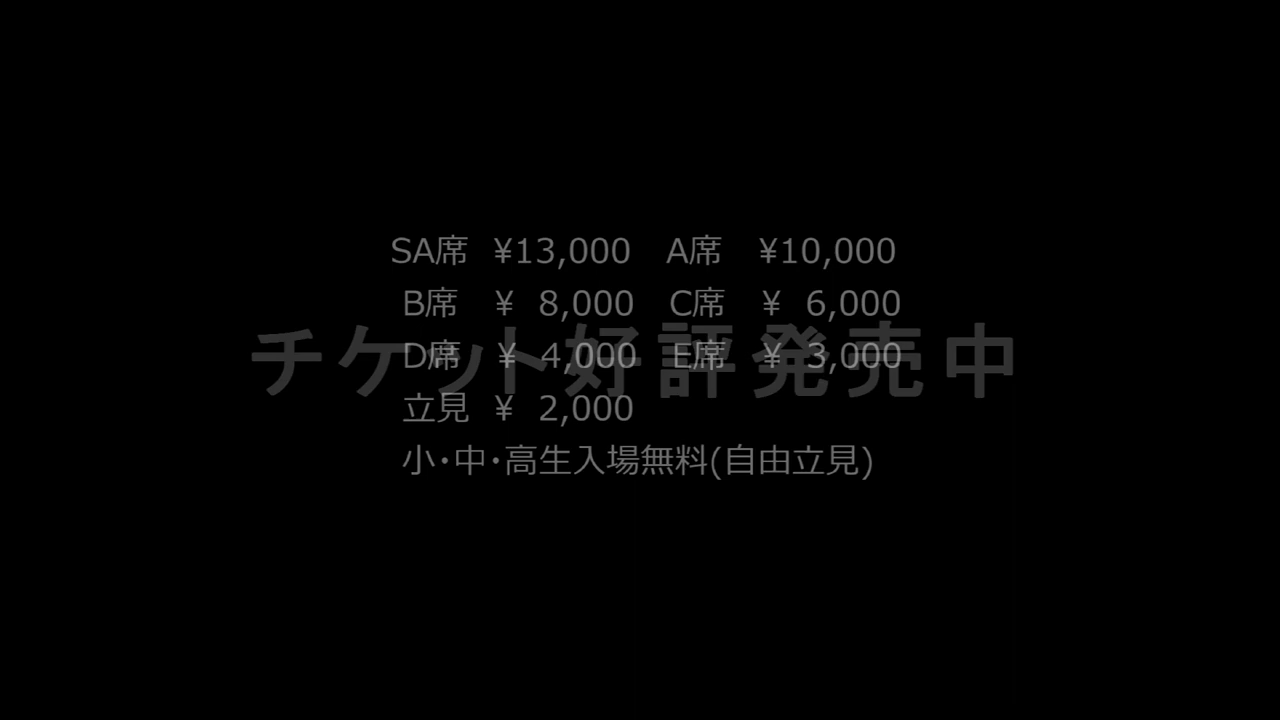 SA席 ¥13,000 A席 ¥10,000
B席 ¥ 8,000 C席 ¥ 6,000
D席 ¥ 4,000 E席 ¥ 3,000
チケット好評発売中
立見 ¥ 2,000
小・中・高生入場無料(自由立見)